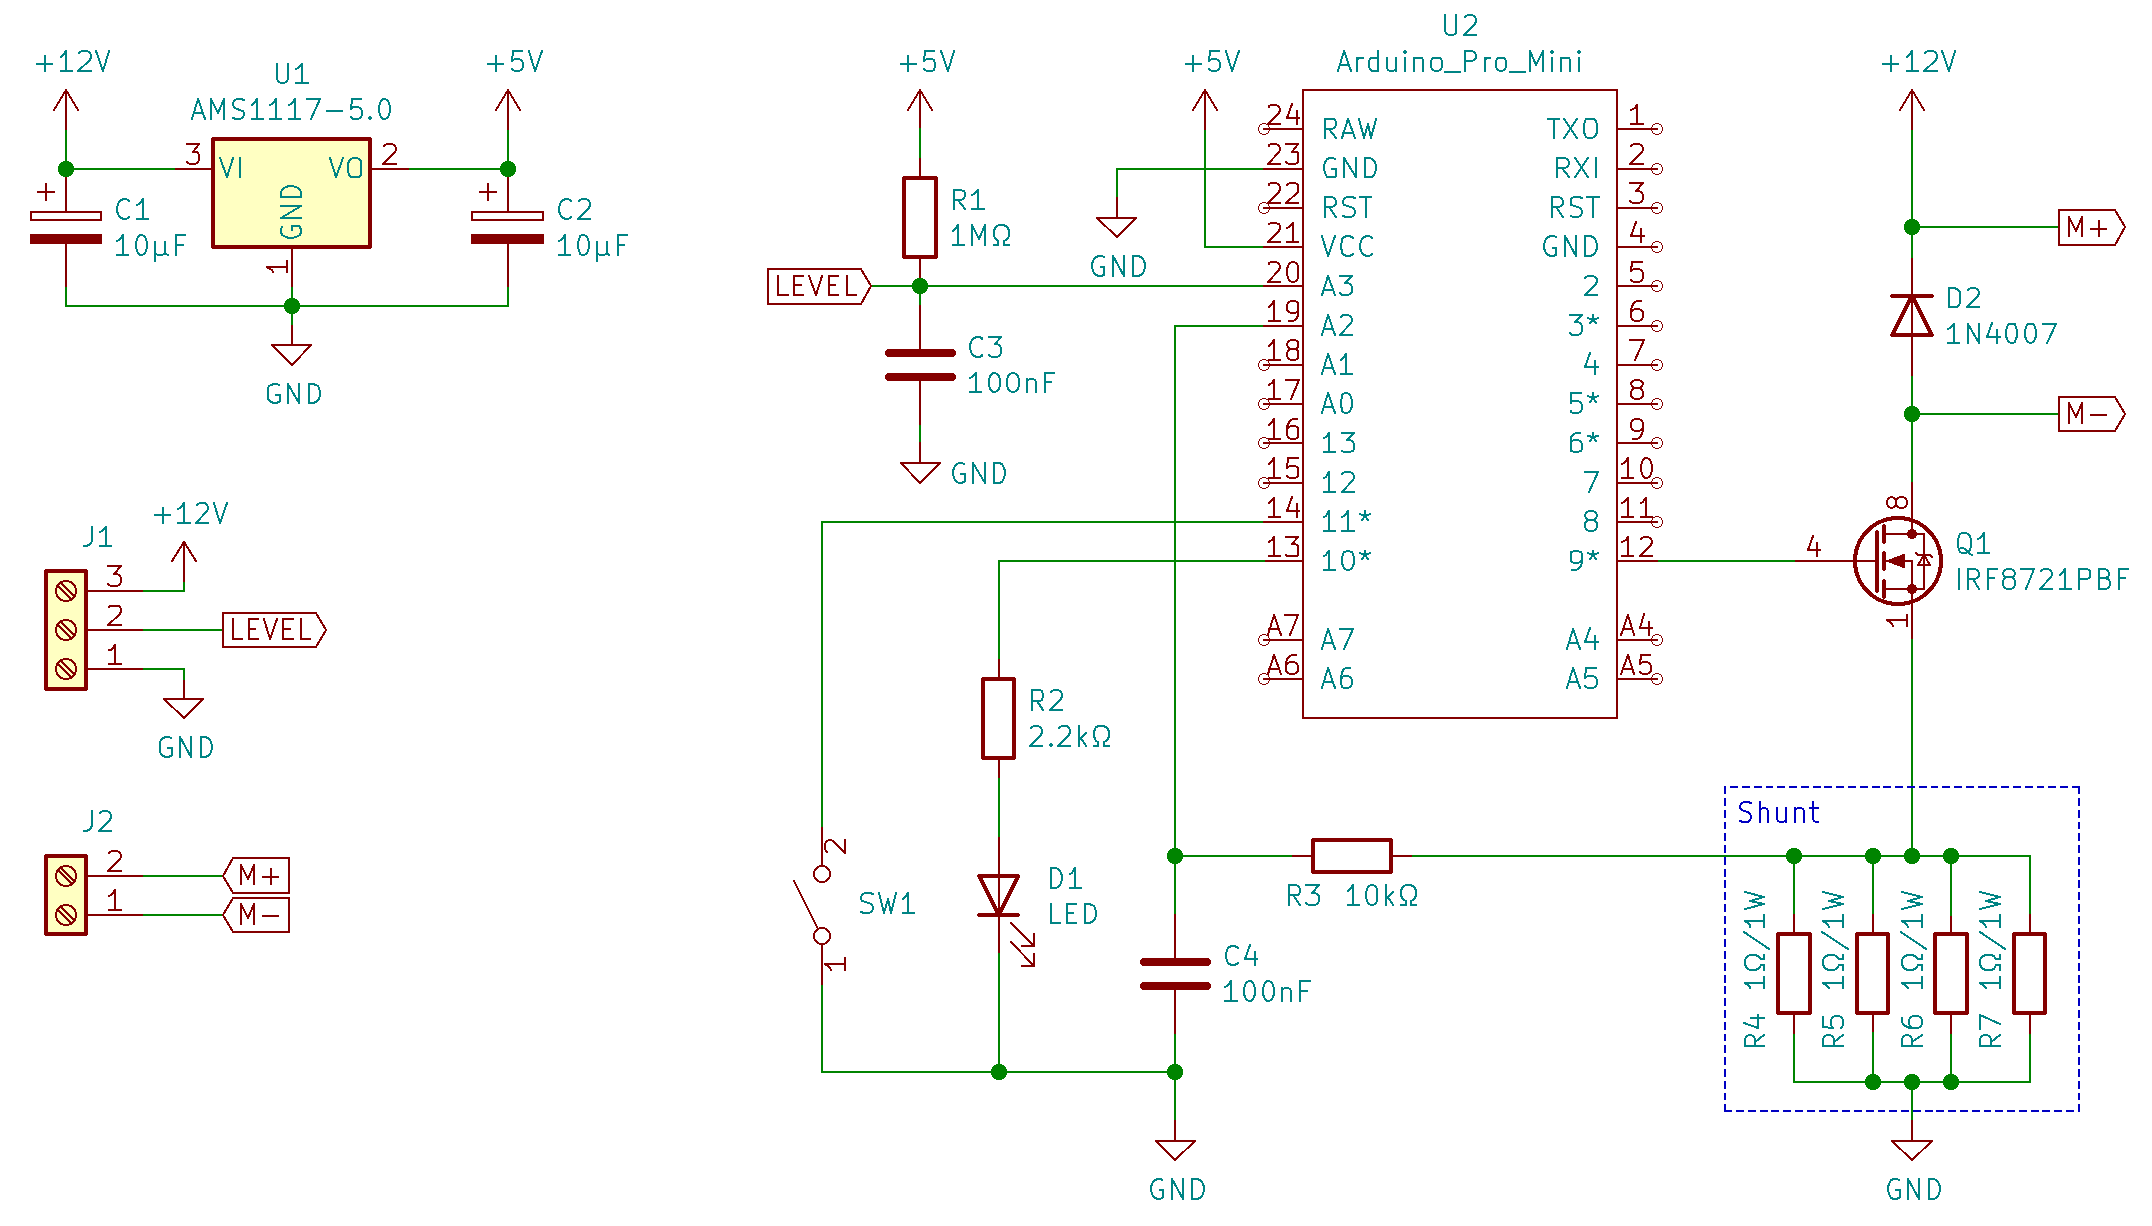 +12V
+5V
U1
AMS1117-5.0
3
VI
VO
2
GND
1
+
C1
10µF
+
C2
10µF
GND
+12V
J1
3
2
LEVEL
1
GND
J2
2
M+
1
M-
+5V
R1
1MΩ
LEVEL
C3
100nF
GND
+5V
GND
U2
Arduino_Pro_Mini
24 RAW
23 GND
22 RST
21 VCC
20 A3
19 A2
18 A1
17 A0
16 13
15 12
14 11*
13 10*
A7 A7
A6 A6
TXO 1
RXI 2
RST 3
GND 4
2 5
3* 6
4 7
5* 8
6* 9
7 10
8 11
9* 12
A4 A4
A5 A5
R2
2.2kΩ
2
SW1
1
D1
LED
C4
100nF
R3 10kΩ
GND
+12V
M+
D2
1N4007
M-
8
4
Q1
IRF8721PBF
1
Shunt
R4 1Ω/1W
R5 1Ω/1W
R6 1Ω/1W
R7 1Ω/1W
GND